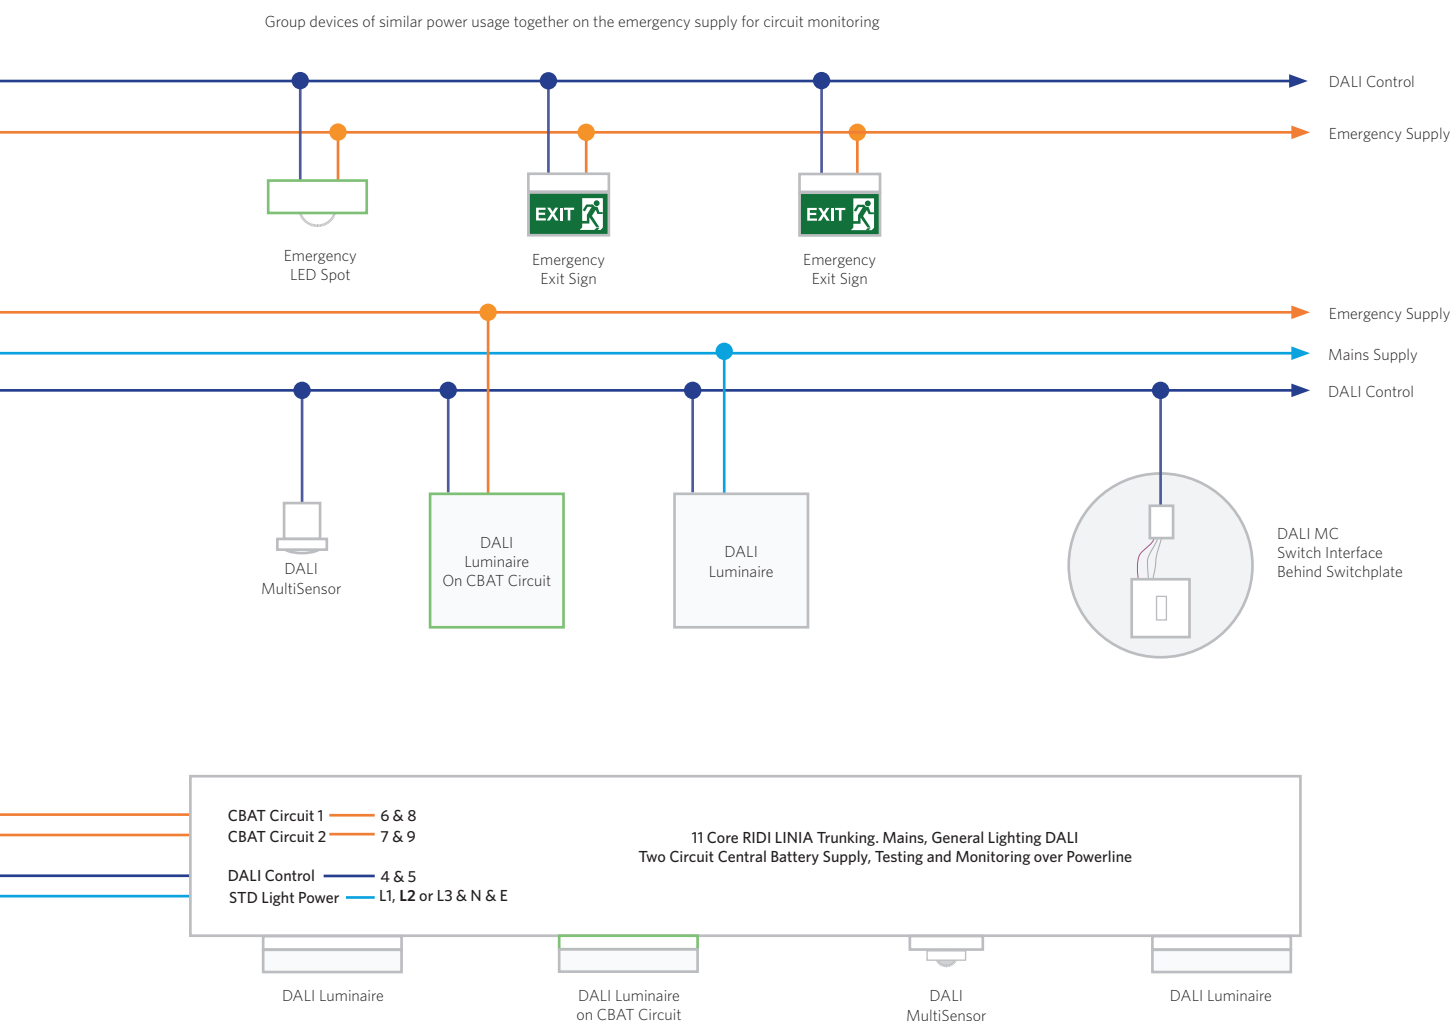 Group devices of similar power usage together on the emergency supply for circuit monitoring
DALI Control
Emergency Supply
EXIT
EXIT
Emergency
LED Spot
Emergency
Exit Sign
Emergency
Exit Sign
Emergency Supply
Mains Supply
DALI Control
DALI
MultiSensor
DALI
Luminaire
On CBAT Circuit
DALI
Luminaire
DALI MC
Switch Interface
Behind Switchplate
CBAT Circuit 1 6 & 8
CBAT Circuit 2 7 & 9
DALI Control 4 & 5
STD Light Power L1, L2 or L3 & N & E
11 Core RIDI LINIA Trunking. Mains, General Lighting DALI
Two Circuit Central Battery Supply, Testing and Monitoring over Powerline
DALI Luminaire
DALI Luminaire
on CBAT Circuit
DALI
MultiSensor
DALI Luminaire